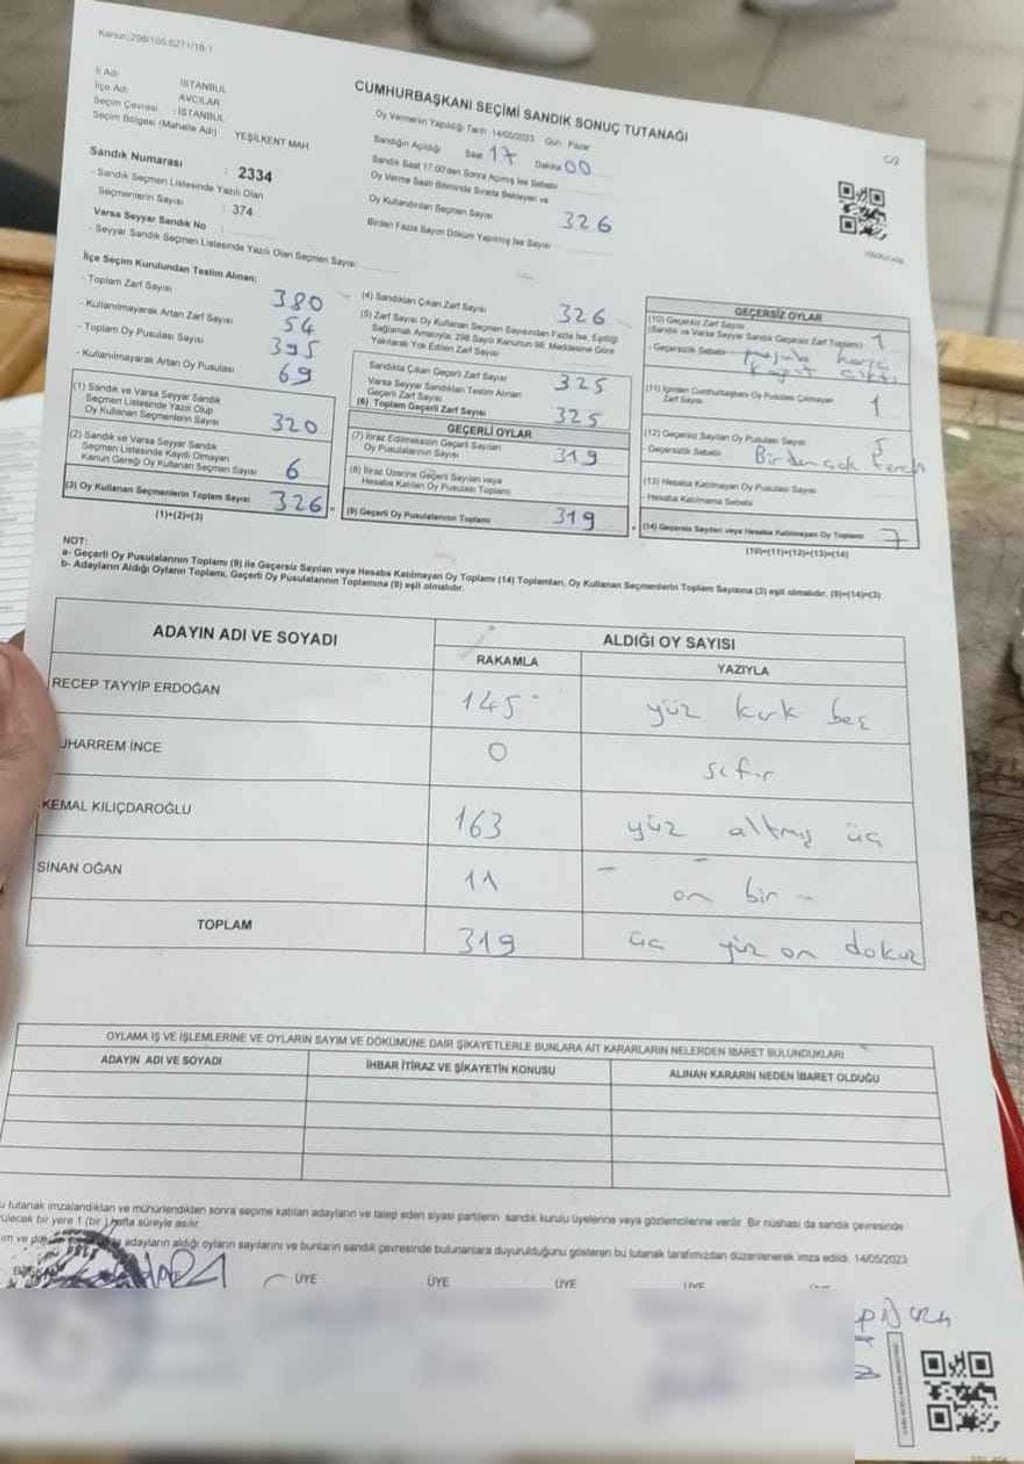 Kanun:298/105.6271/18/1
CUMHURBAŞKANI SEÇİMİ SANDIK SONUÇ TUTANAĞI
İl Adı : İSTANBUL
İlçe Adı : AVCILAR
Seçim Çevresi : İSTANBUL
Seçim Bölgesi (Mahalle Adı) YEŞİLKENT MAH.
Sandık Numarası : 2334
- Sandık Seçmen Listesinde Yazılı Olan
Seçmenlerin Sayısı : 374
Varsa Seyyar Sandık No :
- Seyyar Sandık Seçmen Listesinde Yazılı Olan Seçmen Sayısı
Oy Vermenin Yapıldığı Tarih 14/05/2023 Gün Pazar
Sandığın Açıldığı Saat 17 Dakika 00
Sandık Saat 17.00'den Sonra Açılmış İse Sebebi
Oy Verme Saati Bitiminde Sırada Bekleyen ve
Oy Kullandırılan Seçmen Sayısı 326
Birden Fazla Sayım Döküm Yapılmış İse Sayısı
İlçe Seçim Kurulundan Teslim Alınan;
- Toplam Zarf Sayısı 380
- Kullanılmayarak Artan Zarf Sayısı 54
- Toplam Oy Pusulası Sayısı 395
- Kullanılmayarak Artan Oy Pusulası 69
(1) Sandık ve Varsa Seyyar Sandık
Seçmen Listesinde Yazılı Olup
Oy Kullanan Seçmenlerin Sayısı 320
(2) Sandık ve Varsa Seyyar Sandık
Seçmen Listesinde Kaydı Olmayan
Kanun Gereği Oy Kullanan Seçmen Sayısı 6
(3) Oy Kullanan Seçmenlerin Toplam Sayısı 326
(1)+(2)=(3)
(4) Sandıktan Çıkan Zarf Sayısı 326
(5) Zarf Sayısı Oy Kullanan Seçmen Sayısından Fazla İse, Eşitliği
Sağlamak Amacıyla, 298 Sayılı Kanunun 98. Maddesine Göre
Yakılarak Yok Edilen Zarf Sayısı
Sandıkta Çıkan Geçerli Zarf Sayısı 325
Varsa Seyyar Sandıktan Teslim Alınan
Geçerli Zarf Sayısı
(6) Toplam Geçerli Zarf Sayısı 325
GEÇERLİ OYLAR
(7) İtiraz Edilmeksizin Geçerli Sayılan
Oy Pusulalarının Sayısı 319
(8) İtiraz Üzerine Geçerli Sayılan veya
Hesaba Katılan Oy Pusulası Toplamı
(9) Geçerli Oy Pusulalarının Toplamı 319
GEÇERSİZ OYLAR
(10) Geçersiz Zarf Sayısı
(Sandık ve Varsa Seyyar Sandık Geçersiz Zarf Toplamı) 1
- Geçersizlik Sebebi
(11) İçinden Cumhurbaşkanı Oy Pusulası Çıkmayan
Zarf Sayısı 1
(12) Geçersiz Sayılan Oy Pusulası Sayısı 5
- Geçersizlik Sebebi Birden çok tercih
(13) Hesaba Katılmayan Oy Pusulası Sayısı
- Hesaba Katılmama Sebebi
(14) Geçersiz Sayılan veya Hesaba Katılmayan Oy Toplamı 7
(10)+(11)+(12)+(13)=(14)
NOT:
a- Geçerli Oy Pusulalarının Toplamı (9) ile Geçersiz Sayılan veya Hesaba Katılmayan Oy Toplamı (14) Toplamları, Oy Kullanan Seçmenlerin Toplam Sayısına (3) eşit olmalıdır. (9)+(14)=(3)
b- Adayların Aldığı Oyların Toplamı, Geçerli Oy Pusulalarının Toplamına (9) eşit olmalıdır.
ADAYIN ADI VE SOYADI ALDIĞI OY SAYISI
RAKAMLA YAZIYLA
RECEP TAYYİP ERDOĞAN 145 yüz kırk beş
UHARREM İNCE 0 sıfır
KEMAL KILIÇDAROĞLU 163 yüz altmış üç
SİNAN OĞAN 11 on bir
TOPLAM 319 üç yüz on dokuz
OYLAMA İŞ VE İŞLEMLERİNE VE OYLARIN SAYIM VE DÖKÜMÜNE DAİR ŞİKAYETLERLE BUNLARA AİT KARARLARIN NELERDEN İBARET BULUNDUKLARI
ADAYIN ADI VE SOYADI İHBAR İTİRAZ VE ŞİKAYETİN KONUSU ALINAN KARARIN NEDEN İBARET OLDUĞU
u tutanak imzalandıktan ve mühürlendikten sonra seçime katılan adayların ve talep eden siyasi partilerin sandık kurulu üyelerine veya gözlemcilerine verilir. Bir nüshası da sandık çevresinde
bir yere 1 (bir) hafta süreyle asılır.
adayların aldığı oyların sayılarını ve bunların sandık çevresinde bulunanlara duyurulduğunu gösteren bu tutanak tarafımızdan düzenlenerek imza edildi. 14/05/2023
ÜYE ÜYE ÜYE ÜYE